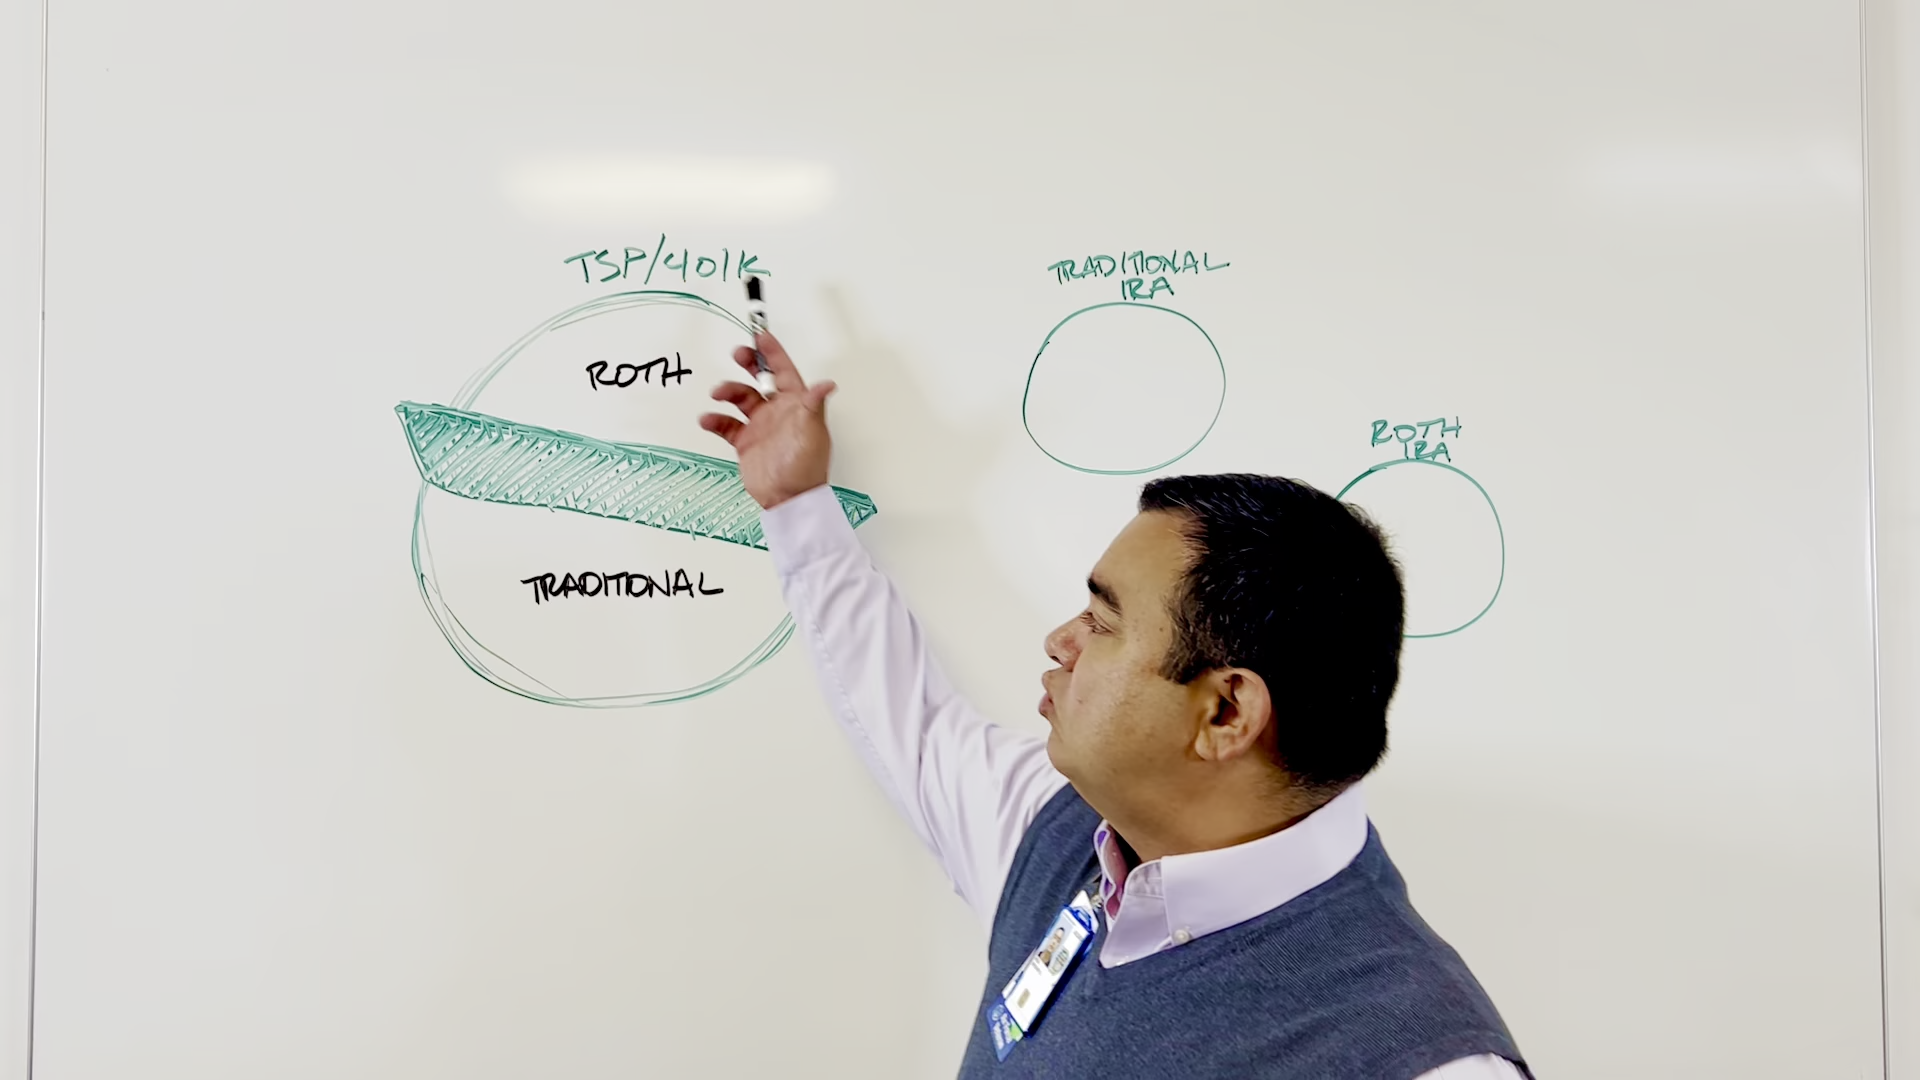 TSP/401K
ROTH
TRADITIONAL
TRADITIONAL
IRA
ROTH
IRA